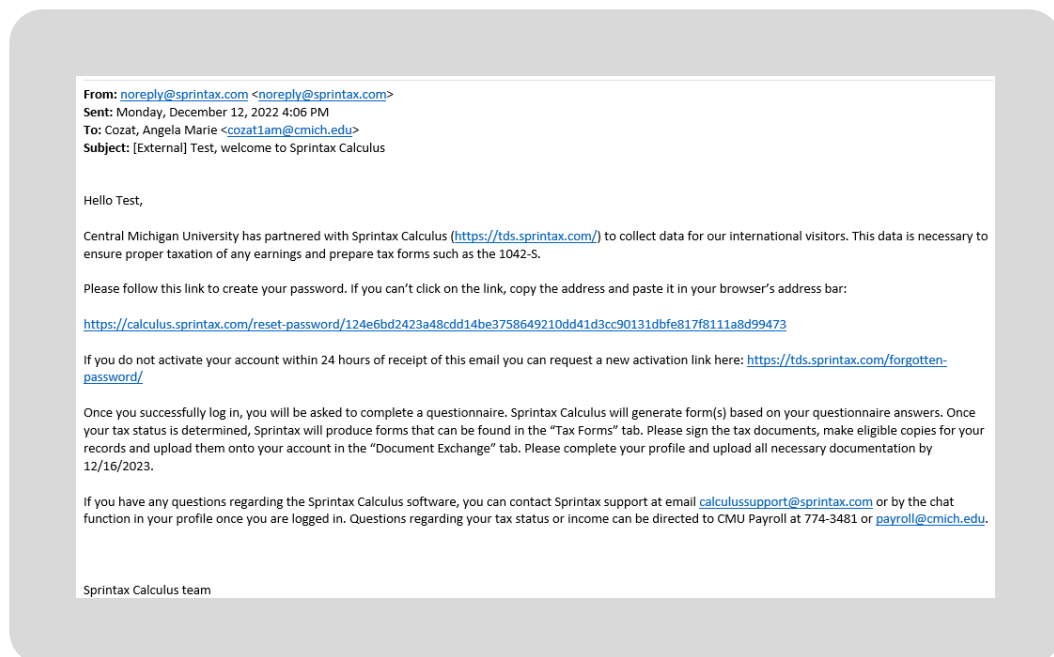 From: noreply@sprintax.com <noreply@sprintax.com>
Sent: Monday, December 12, 2022 4:06 PM
To: Cozat, Angela Marie <cozat1am@cmich.edu>
Subject: [External] Test, welcome to Sprintax Calculus
Hello Test,
Central Michigan University has partnered with Sprintax Calculus (https://tds.sprintax.com/) to collect data for our international visitors. This data is necessary to
ensure proper taxation of any earnings and prepare tax forms such as the 1042-S.
Please follow this link to create your password. If you can’t click on the link, copy the address and paste it in your browser’s address bar:
https://calculus.sprintax.com/reset-password/124e6bd2423a48cdd14be3758649210dd41d3cc90131dbfe817f8111a8d99473
If you do not activate your account within 24 hours of receipt of this email you can request a new activation link here: https://tds.sprintax.com/forgotten-
password/
Once you successfully log in, you will be asked to complete a questionnaire. Sprintax Calculus will generate form(s) based on your questionnaire answers. Once
your tax status is determined, Sprintax will produce forms that can be found in the “Tax Forms” tab. Please sign the tax documents, make eligible copies for your
records and upload them onto your account in the “Document Exchange” tab. Please complete your profile and upload all necessary documentation by
12/16/2023.
If you have any questions regarding the Sprintax Calculus software, you can contact Sprintax support at email calculussupport@sprintax.com or by the chat
function in your profile once you are logged in. Questions regarding your tax status or income can be directed to CMU Payroll at 774-3481 or payroll@cmich.edu.
Sprintax Calculus team